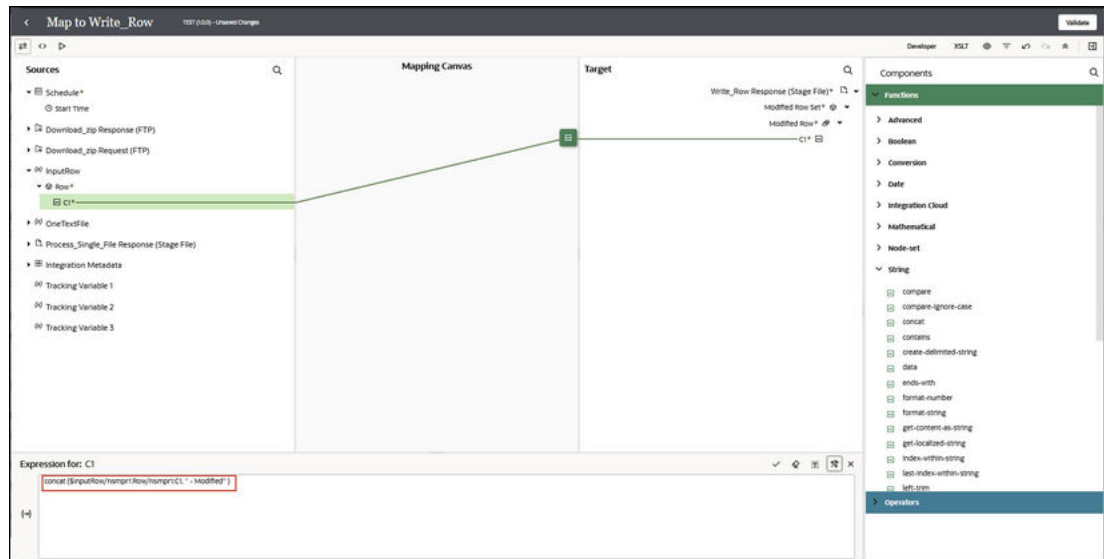 Map to Write_Row
TEST (1.0.0) - Unsaved Changes
Validate
Developer
XSLT
Sources
Mapping Canvas
Target
Components
Schedule*
Start Time
Download_zip Response (FTP)
Download_zip Request (FTP)
InputRow
Row*
C1*
OneTextFile
Process_Single_File Response (Stage File)
Integration Metadata
Tracking Variable 1
Tracking Variable 2
Tracking Variable 3
Write_Row Response (Stage File)*
Modified Row Set*
Modified Row*
C1*
Functions
Advanced
Boolean
Conversion
Date
Integration Cloud
Mathematical
Node-set
String
compare
compare-ignore-case
concat
contains
create-delimited-string
data
ends-with
format-number
format-string
get-content-as-string
get-localized-string
index-within-string
last-index-within-string
left-trim
Operators
Expression for: C1
concat ($InputRow/nsmpr1:Row/nsmpr1:C1, " - Modified" )